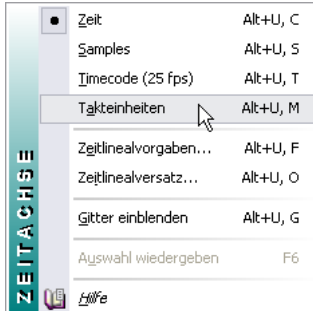 Zeit Alt+U, C
Samples Alt+U, S
Timecode (25 fps) Alt+U, T
Takteinheiten Alt+U, M
Zeitlinealvorgaben... Alt+U, F
Zeitlinealversatz... Alt+U, O
Gitter einblenden Alt+U, G
Auswahl wiedergeben F6
Hilfe
ZEITACHSE